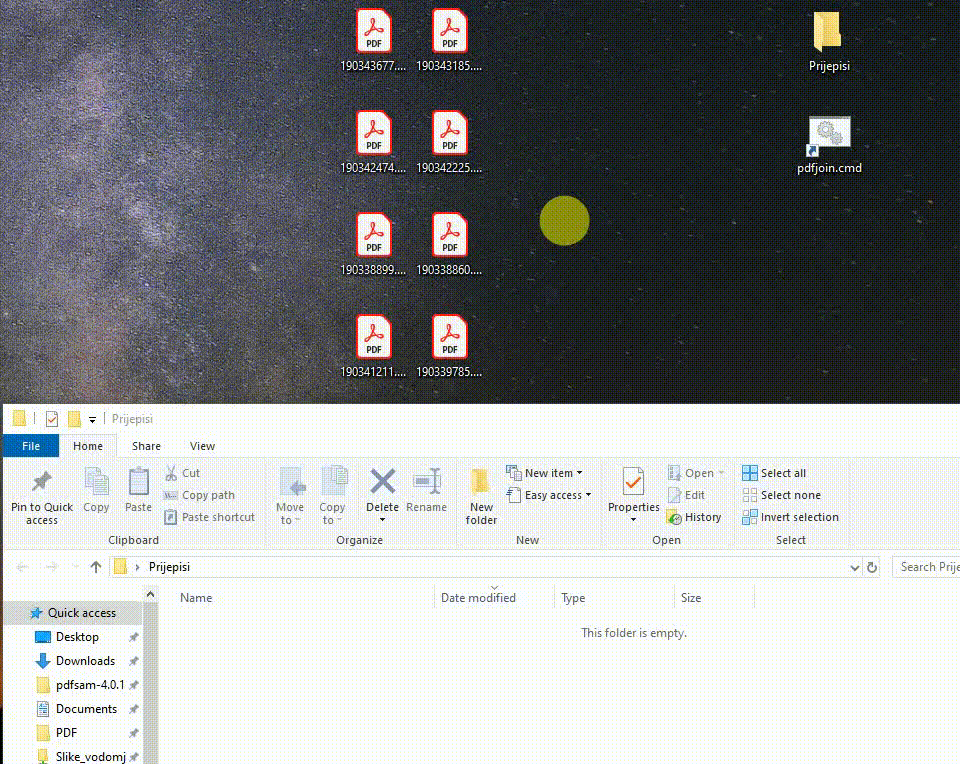 PDF PDF
190343677.... 190343185.... Prijepisi
PDF PDF
190342474.... 190342225.... pdfjoin.cmd
PDF PDF
190338899.... 190338860....
PDF PDF
190341211.... 190339785....
Prijepisi
File Home Share View
Pin to Quick access
Copy
Paste
Cut
Copy path
Paste shortcut
Move to
Copy to
Delete
Rename
New folder
New item
Easy access
Properties
Open
Edit
History
Select all
Select none
Invert selection
Clipboard Organize New Open Select
Prijepisi Search Prije
Name Date modified Type Size
This folder is empty.
Quick access
Desktop
Downloads
pdfsam-4.0.1
Documents
PDF
Slike_vodomj